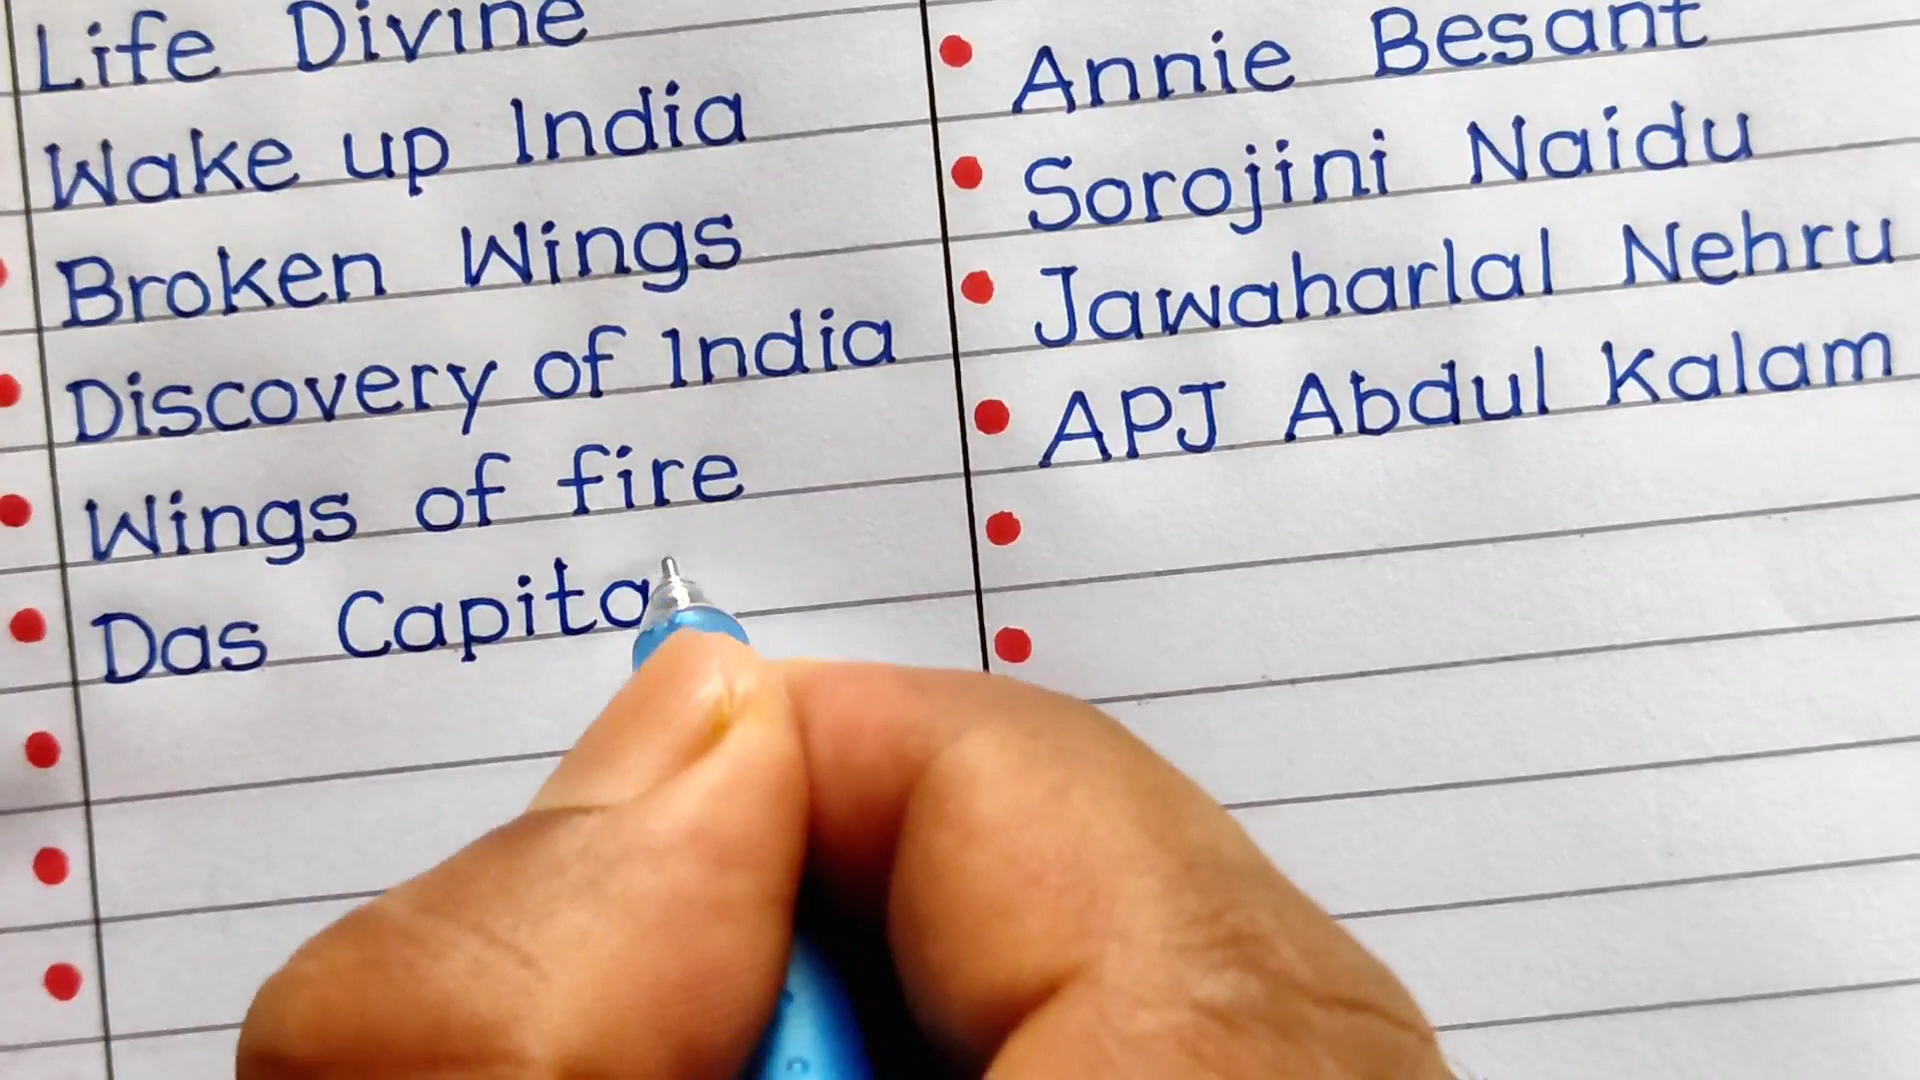 Life Divine
Wake up India Annie Besant
Broken Wings Sorojini Naidu
Discovery of India Jawaharlal Nehru
Wings of fire APJ Abdul Kalam
Das Capita